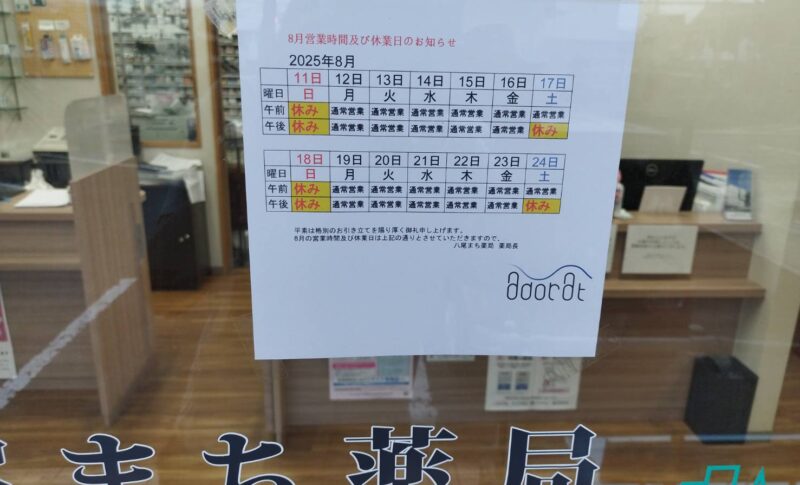 8月営業時間及び休業日のお知らせ
2025年8月
11日 12日 13日 14日 15日 16日 17日
曜日 日 月 火 水 木 金 土
午前 休み 通常営業 通常営業 通常営業 通常営業 通常営業 通常営業
午後 休み 通常営業 通常営業 通常営業 通常営業 通常営業 休み
18日 19日 20日 21日 22日 23日 24日
曜日 日 月 火 水 木 金 土
午前 休み 通常営業 通常営業 通常営業 通常営業 通常営業 通常営業
午後 休み 通常営業 通常営業 通常営業 通常営業 通常営業 休み
平素は格別のお引き立てを賜り厚く御礼申し上げます。
8月の営業時間及び休業日は上記の通りとさせていただきますので、
八尾まち薬局 薬局長
まち薬局